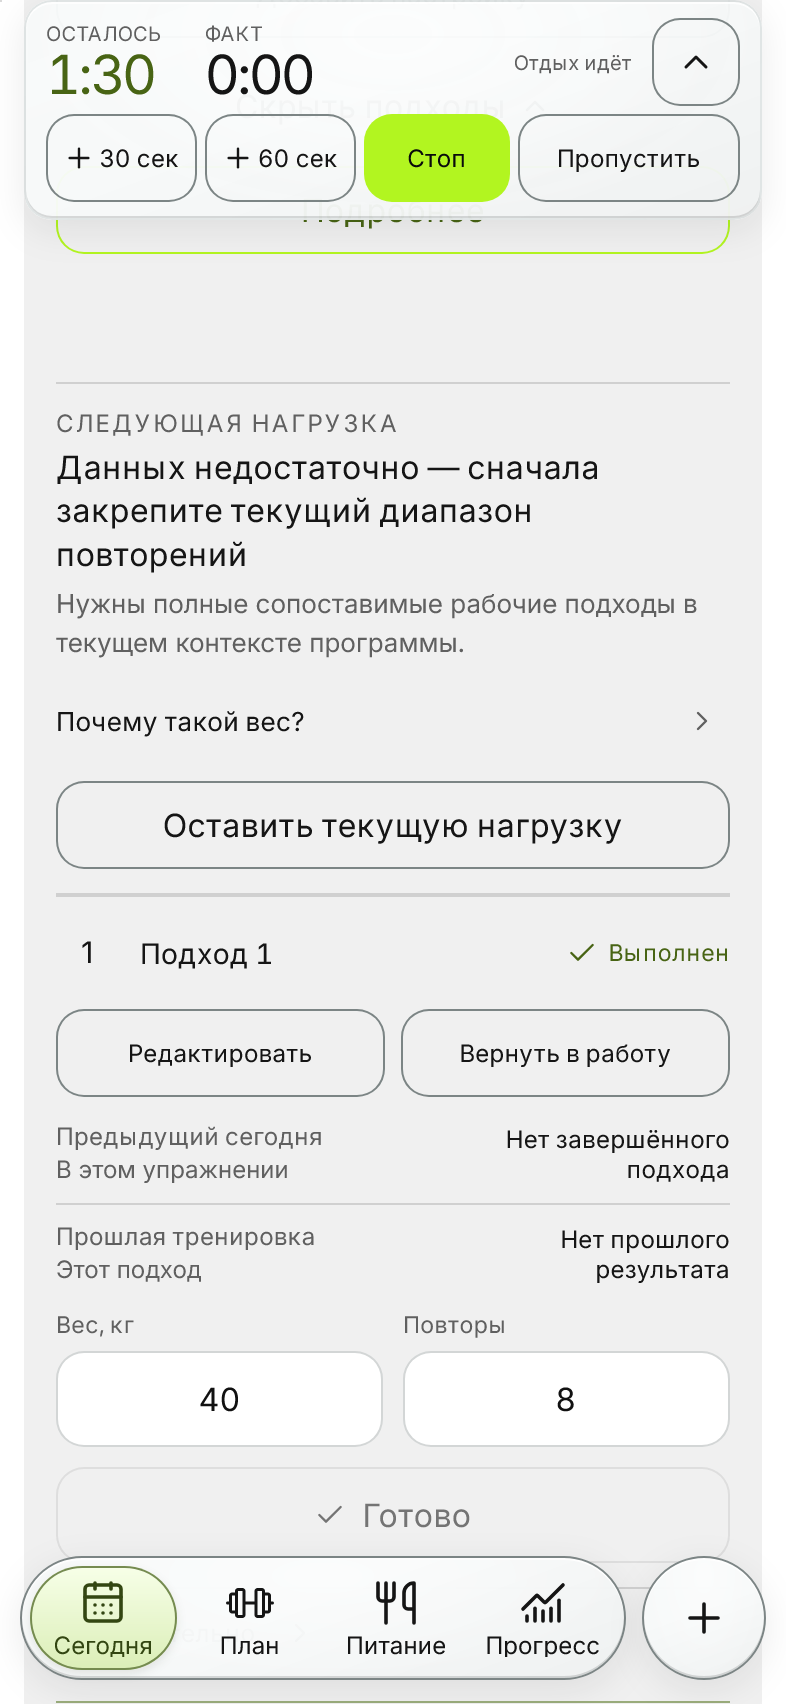 ОСТАЛОСЬ ФАКТ
1:30 0:00 Отдых идёт
Скрыть подходы
+ 30 сек + 60 сек Стоп Пропустить
Подробнее
СЛЕДУЮЩАЯ НАГРУЗКА
Данных недостаточно — сначала
закрепите текущий диапазон
повторений
Нужны полные сопоставимые рабочие подходы в
текущем контексте программы.
Почему такой вес?
Оставить текущую нагрузку
1 Подход 1 Выполнен
Редактировать Вернуть в работу
Предыдущий сегодня Нет завершённого
В этом упражнении подхода
Прошлая тренировка Нет прошлого
Этот подход результата
Вес, кг Повторы
40 8
Готово
Сегодня План Питание Прогресс